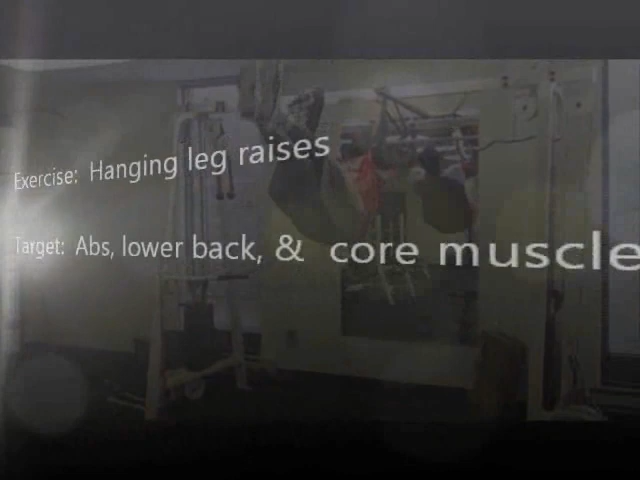 Exercise: Hanging leg raises
Target: Abs, lower back, & core muscle